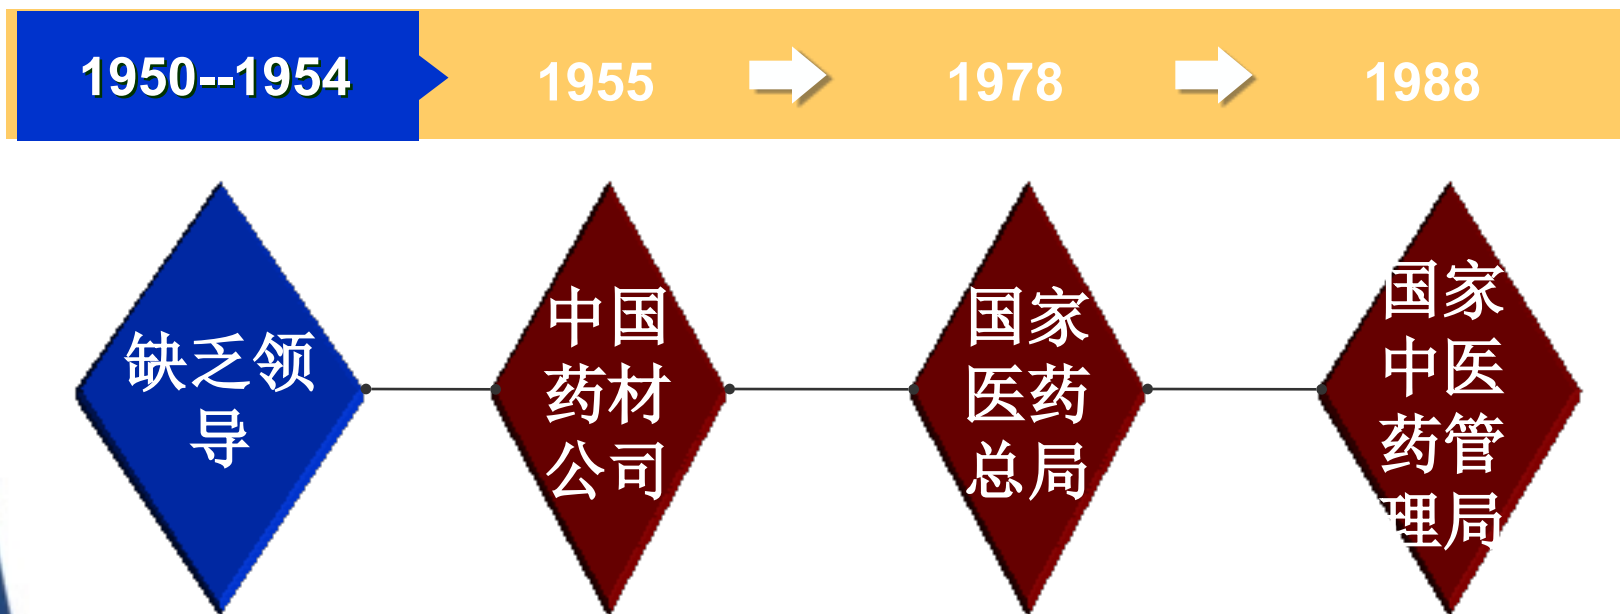 1950--1954
1955
1978
1988
缺乏领
导
中国
药材
公司
国家
医药
总局
国家
中医
药管
理局